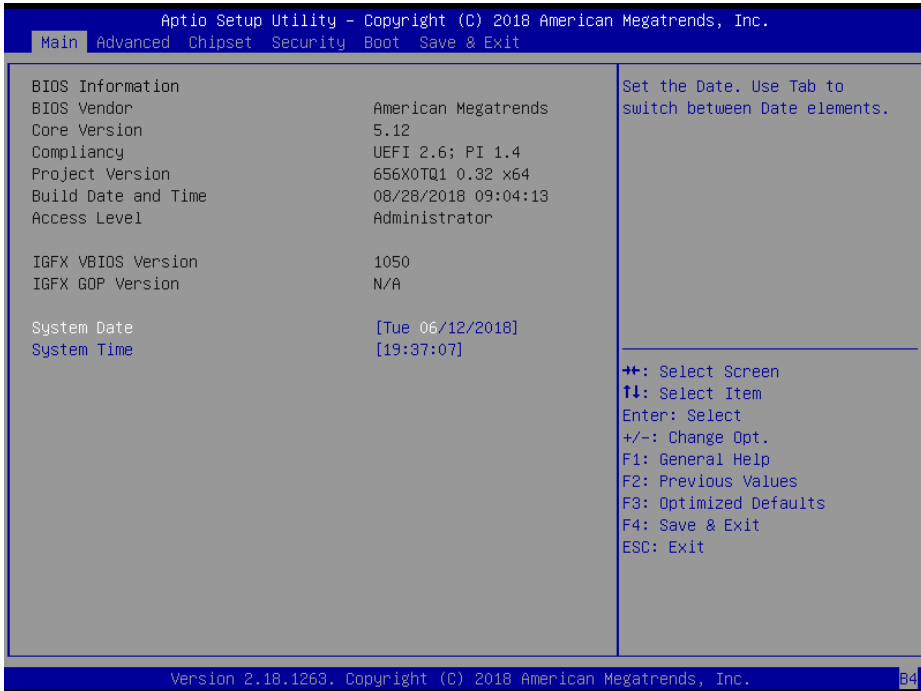 Aptio Setup Utility – Copyright (C) 2018 American Megatrends, Inc.
Main Advanced Chipset Security Boot Save & Exit
BIOS Information
BIOS Vendor American Megatrends
Core Version 5.12
Compliancy UEFI 2.6; PI 1.4
Project Version 656X0TQ1 0.32 x64
Build Date and Time 08/28/2018 09:04:13
Access Level Administrator
IGFX VBIOS Version 1050
IGFX GOP Version N/A
System Date [Tue 06/12/2018]
System Time [19:37:07]
Set the Date. Use Tab to
switch between Date elements.
→←: Select Screen
↑↓: Select Item
Enter: Select
+/-: Change Opt.
F1: General Help
F2: Previous Values
F3: Optimized Defaults
F4: Save & Exit
ESC: Exit
Version 2.18.1263. Copyright (C) 2018 American Megatrends, Inc.
B4